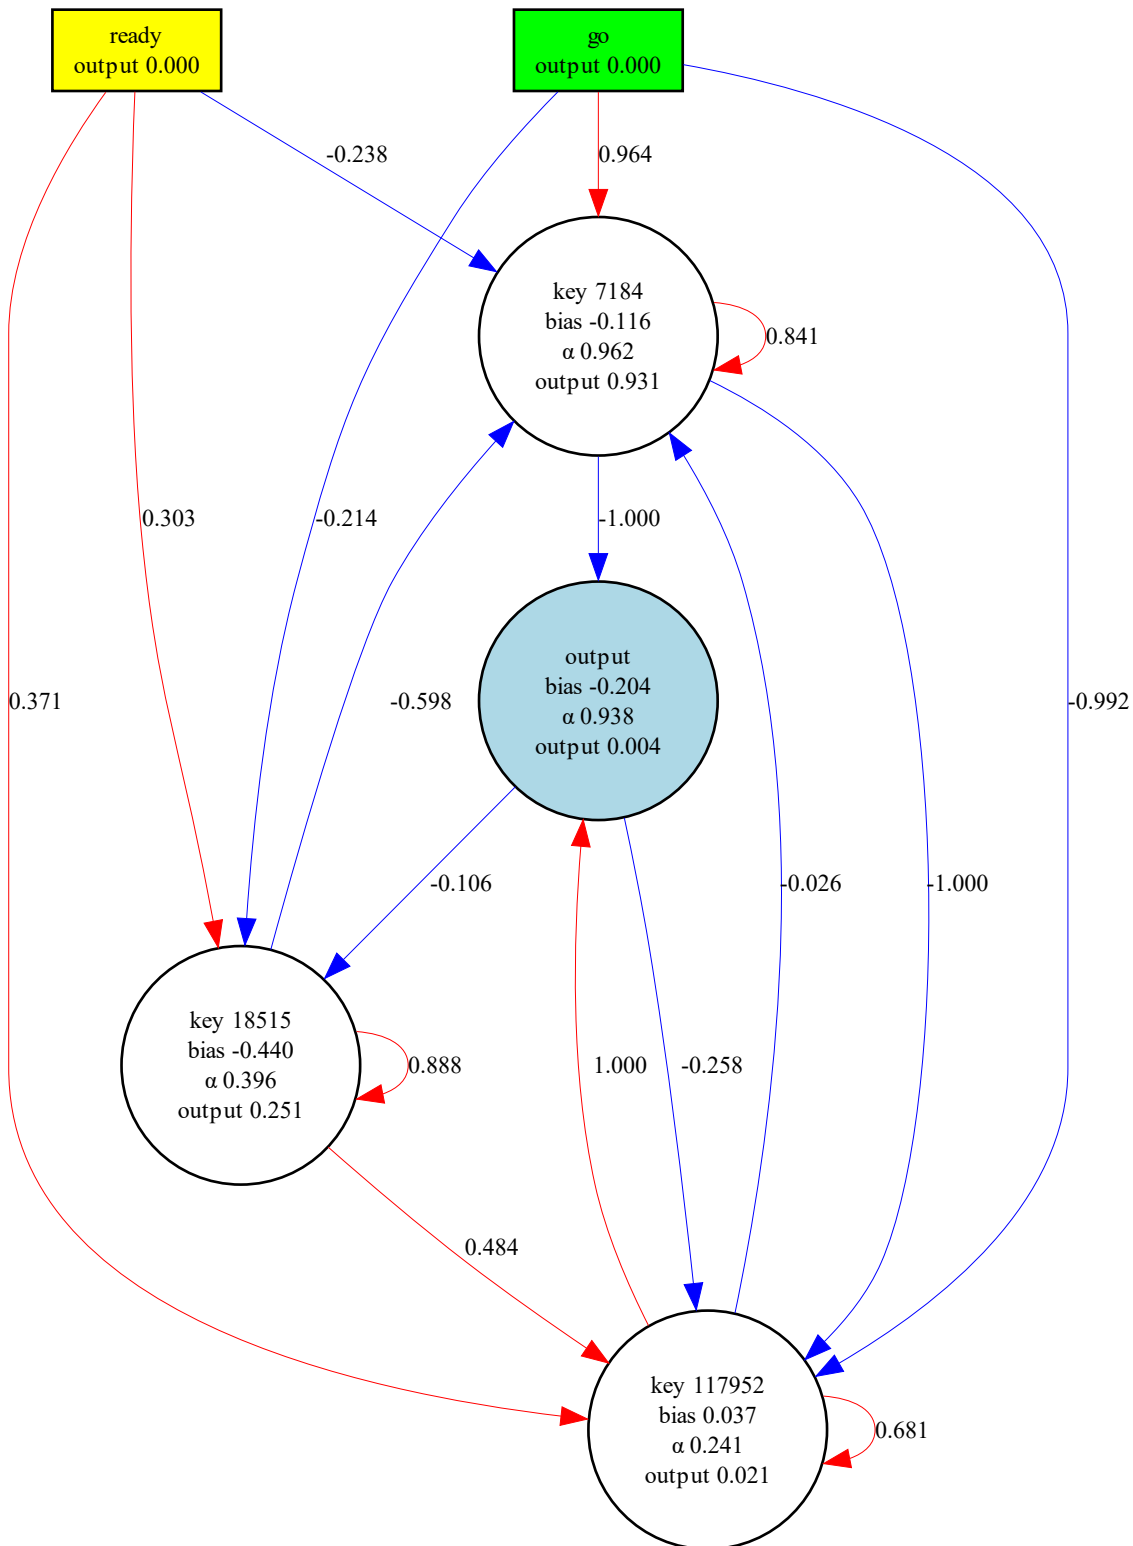 ready
output 0.000
go
output 0.000
-0.238
0.964
key 7184
bias -0.116
α 0.962
output 0.931
0.841
0.303
-0.214
-1.000
output
bias -0.204
α 0.938
output 0.004
0.371
-0.598
-0.992
-0.106
-0.026
-1.000
key 18515
bias -0.440
α 0.396
output 0.251
0.888
1.000
-0.258
0.484
key 117952
bias 0.037
α 0.241
output 0.021
0.681